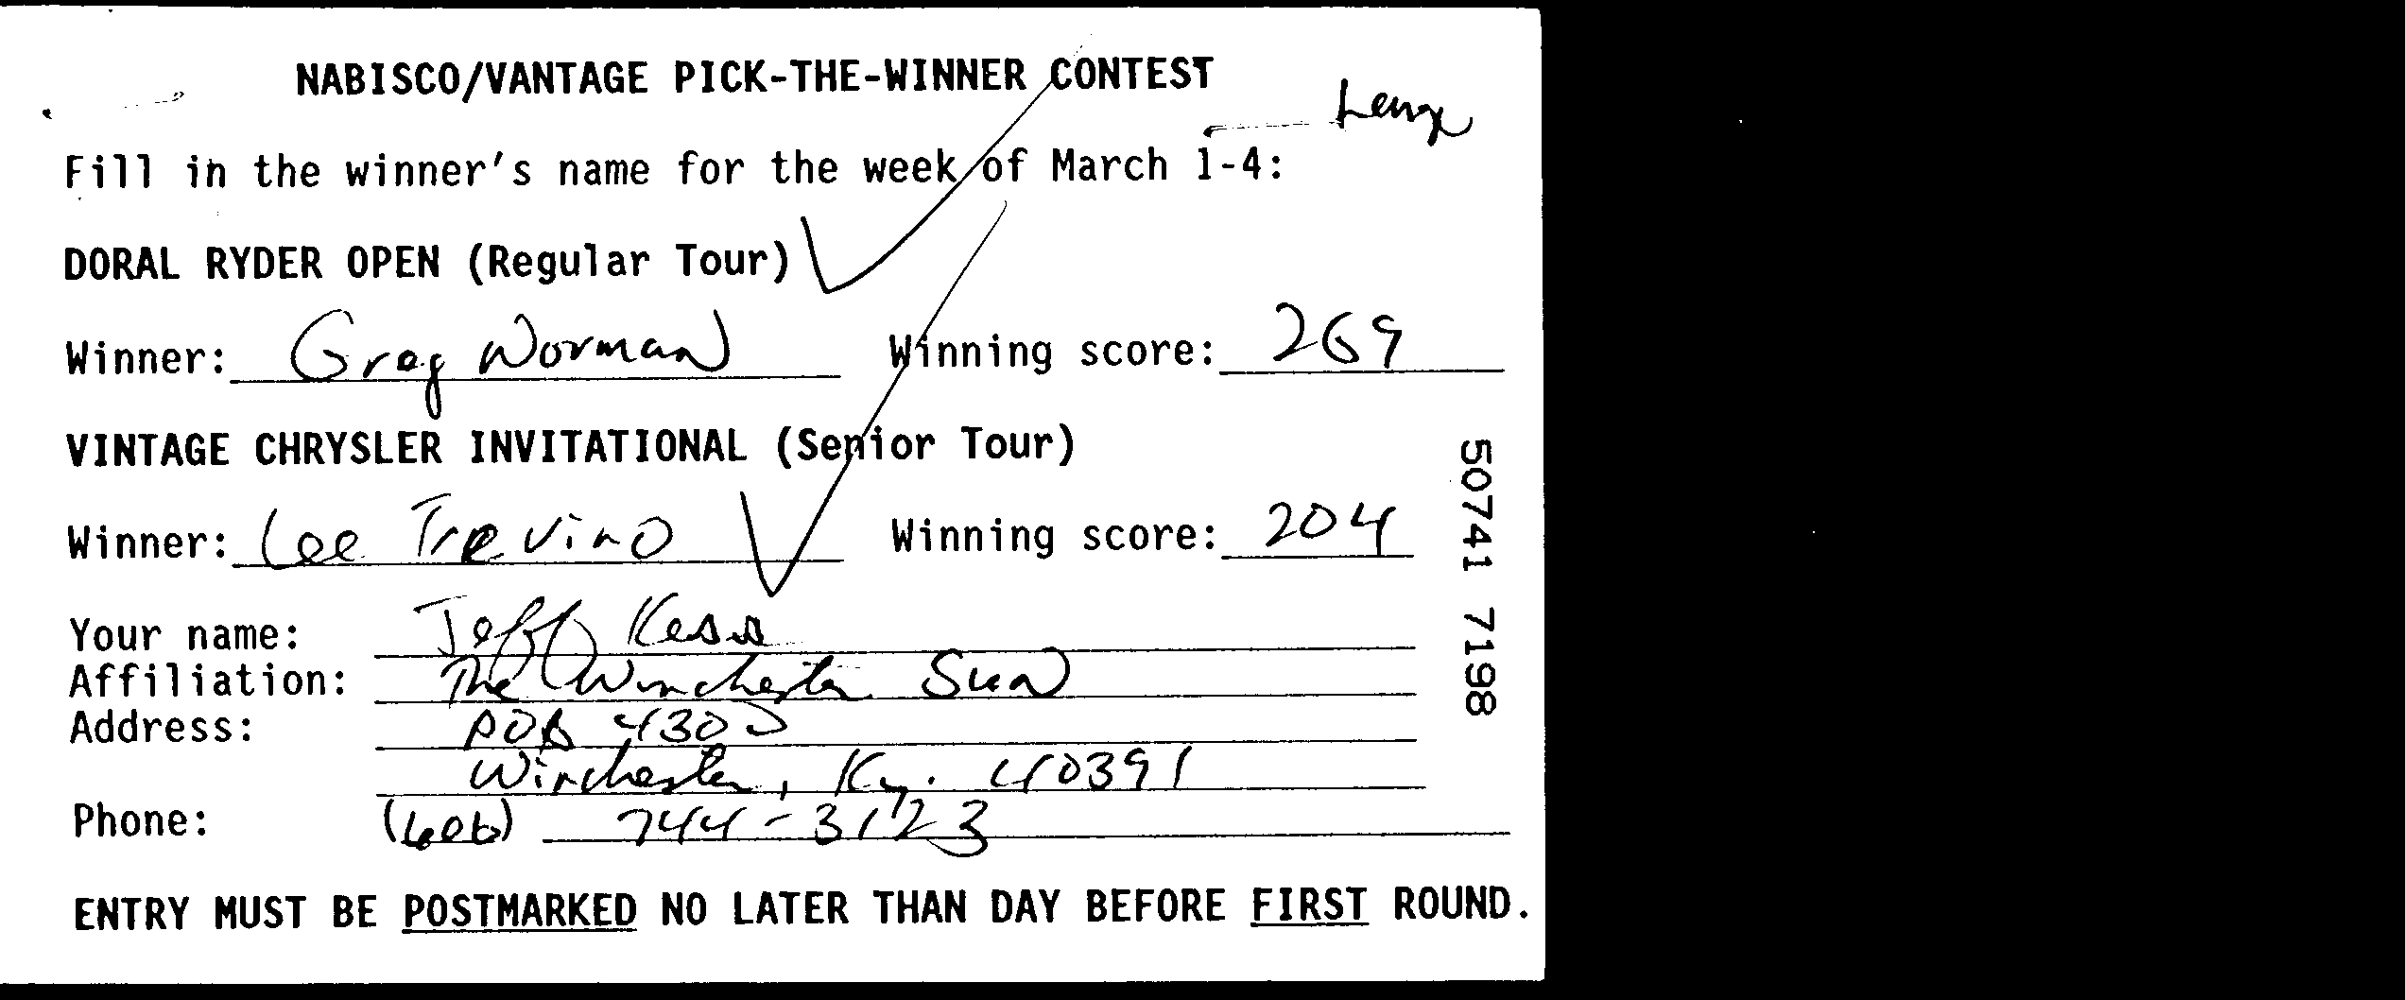 NABISCO/VANTAGE PICK-THE-WINNER CONTEST
Fill in the winner's name for the week of March 1-4:
DORAL RYDER OPEN (Regular Tour)
Winner: Greg Norman Winning score: 269
VINTAGE CHRYSLER INVITATIONAL (Senior Tour)
Winner: Lee Trevino Winning score: 204
Your name: Jeff Kess
Affiliation: The Winchester Sun
Address: POB 4300
Winchester, Ky. 40391
Phone: (606) 744-3123
ENTRY MUST BE POSTMARKED NO LATER THAN DAY BEFORE FIRST ROUND.
50741 7198